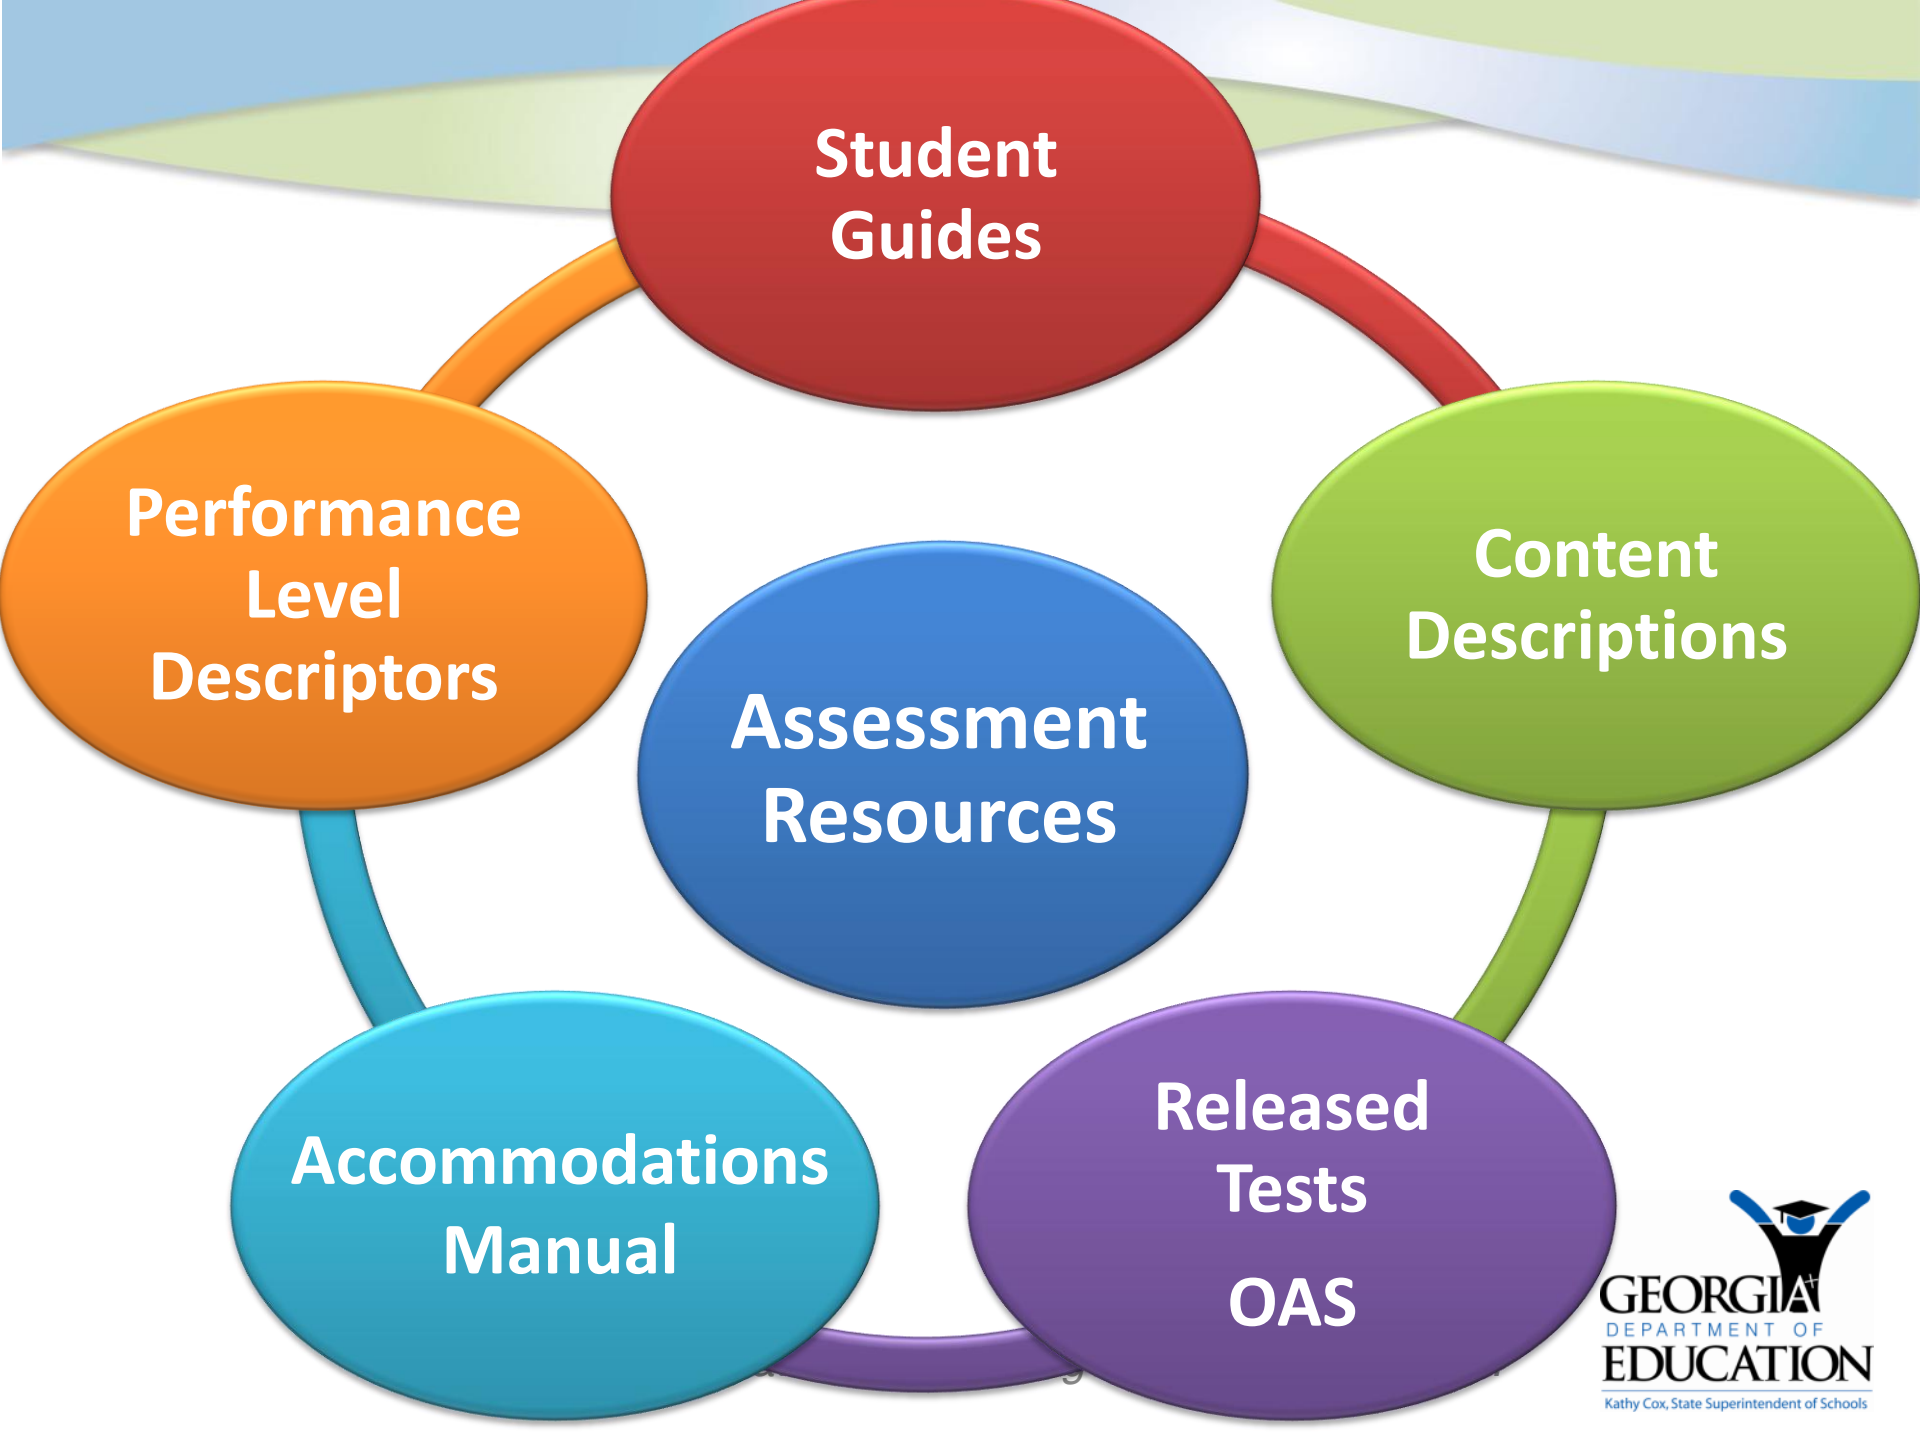 Student
Guides
Performance
Level
Descriptors
Content
Descriptions
Assessment
Resources
Accommodations
Manual
Released
Tests
OAS
GEORGIA
DEPARTMENT OF
EDUCATION
Kathy Cox, State Superintendent of Schools